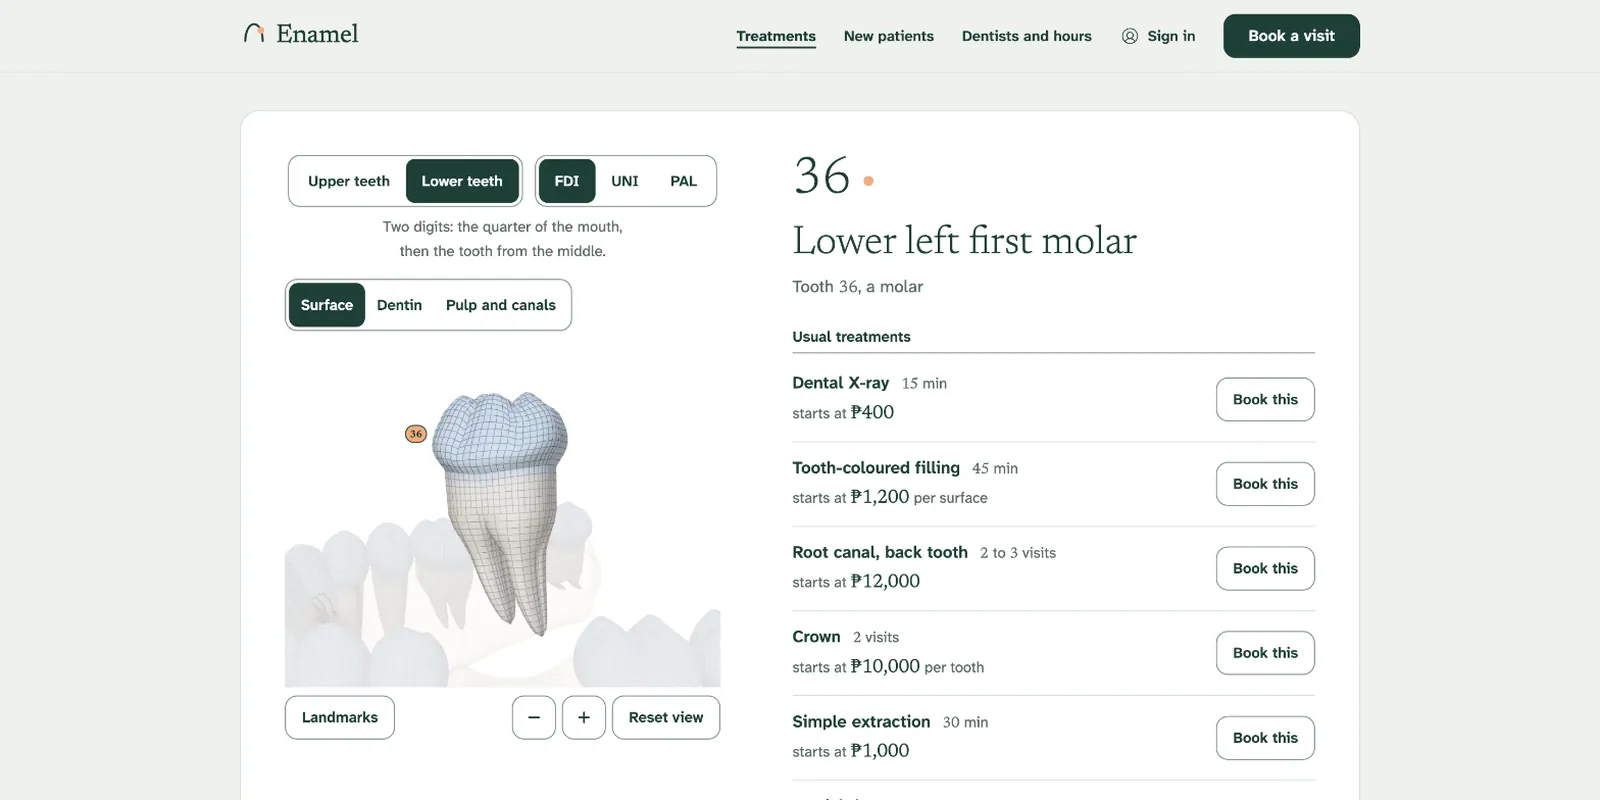 Enamel
Treatments
New patients
Dentists and hours
Sign in
Book a visit
Upper teeth
Lower teeth
FDI
UNI
PAL
Two digits: the quarter of the mouth,
then the tooth from the middle.
Surface
Dentin
Pulp and canals
36
Landmarks
−
+
Reset view
36
Lower left first molar
Tooth 36, a molar
Usual treatments
Dental X-ray 15 min
starts at ₱400
Book this
Tooth-coloured filling 45 min
starts at ₱1,200 per surface
Book this
Root canal, back tooth 2 to 3 visits
starts at ₱12,000
Book this
Crown 2 visits
starts at ₱10,000 per tooth
Book this
Simple extraction 30 min
starts at ₱1,000
Book this